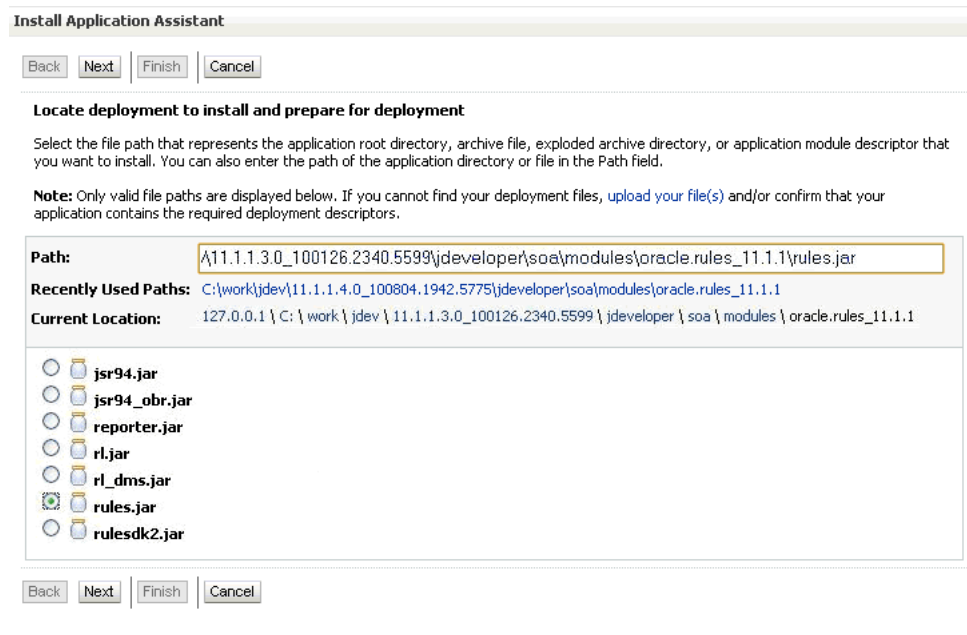 Install Application Assistant
Back Next Finish Cancel
Locate deployment to install and prepare for deployment
Select the file path that represents the application root directory, archive file, exploded archive directory, or application module descriptor that
you want to install. You can also enter the path of the application directory or file in the Path field.
Note: Only valid file paths are displayed below. If you cannot find your deployment files, upload your file(s) and/or confirm that your
application contains the required deployment descriptors.
Path: \11.1.1.3.0_100126.2340.5599\jdeveloper\soa\modules\oracle.rules_11.1.1\rules.jar
Recently Used Paths: C:\work\jdev\11.1.1.4.0_100804.1942.5775\jdeveloper\soa\modules\oracle.rules_11.1.1
Current Location: 127.0.0.1 \ C: \ work \ jdev \ 11.1.1.3.0_100126.2340.5599 \ jdeveloper \ soa \ modules \ oracle.rules_11.1.1
jsr94.jar
jsr94_obr.jar
reporter.jar
rl.jar
rl_dms.jar
rules.jar
rulesdk2.jar
Back Next Finish Cancel